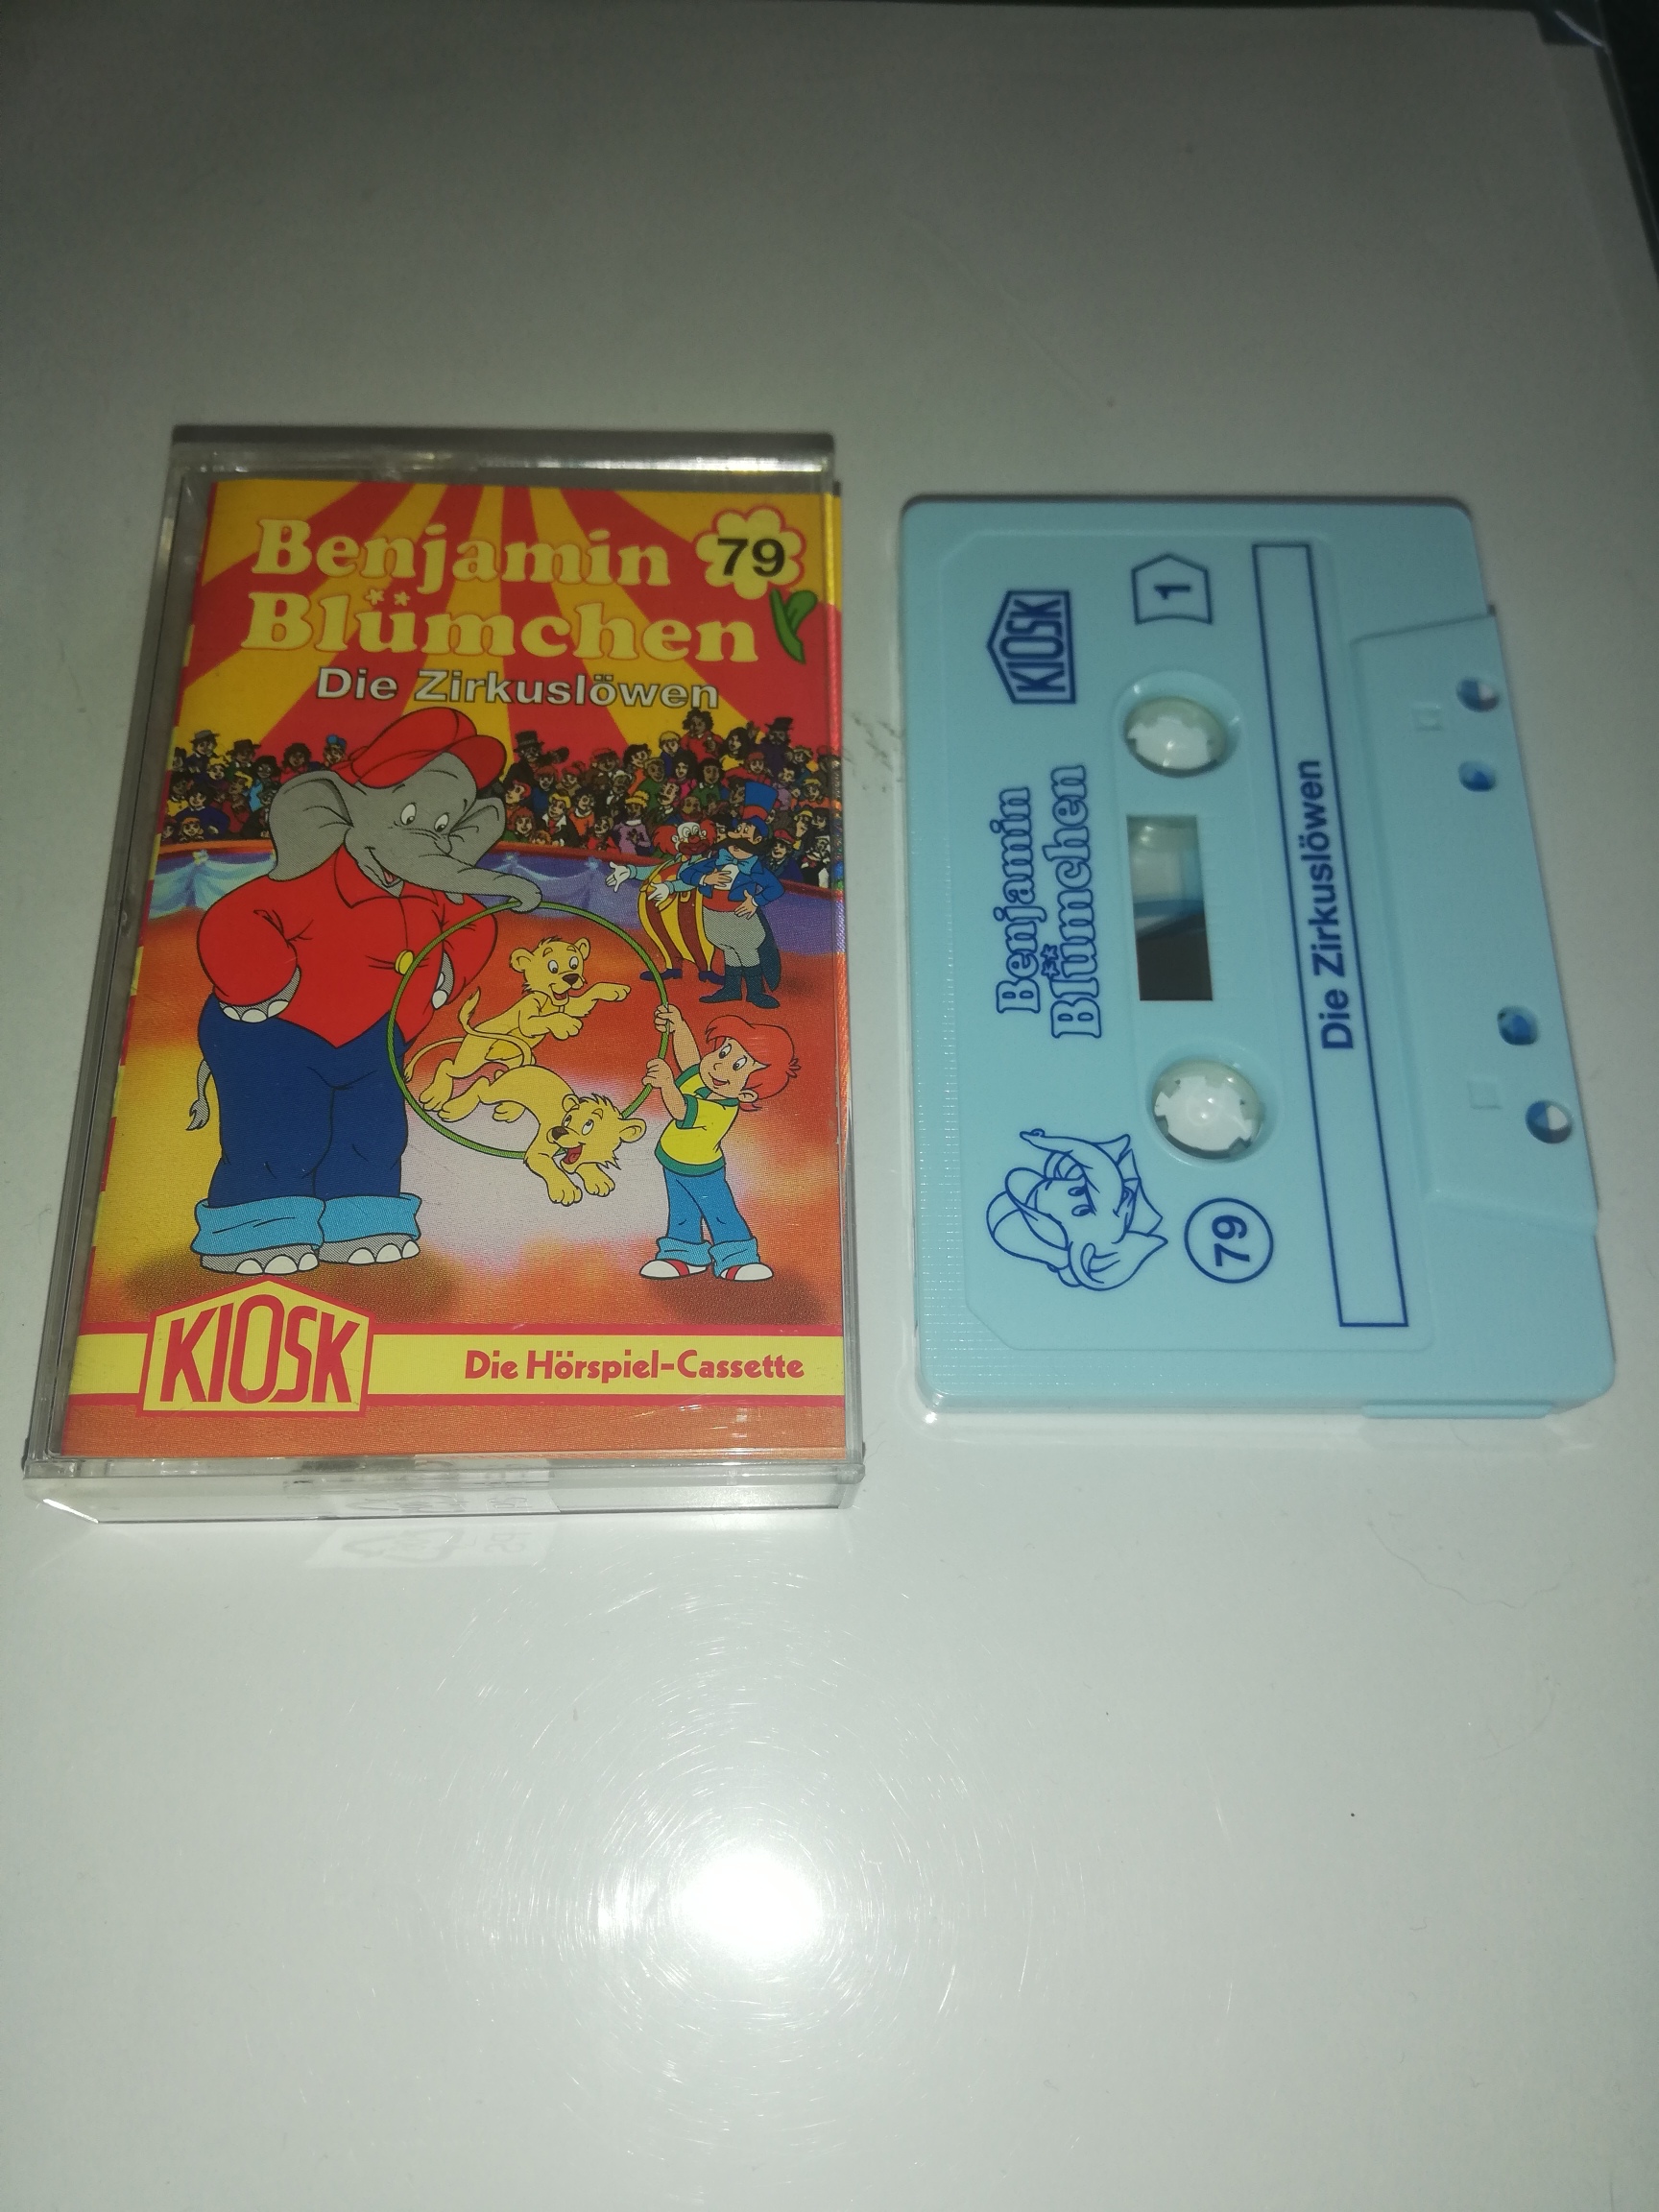 Benjamin
Blümchen
79
Die Zirkuslöwen
KIOSK
Die Hörspiel-Cassette
KIOSK
1
Benjamin
Blümchen
79
Die Zirkuslöwen